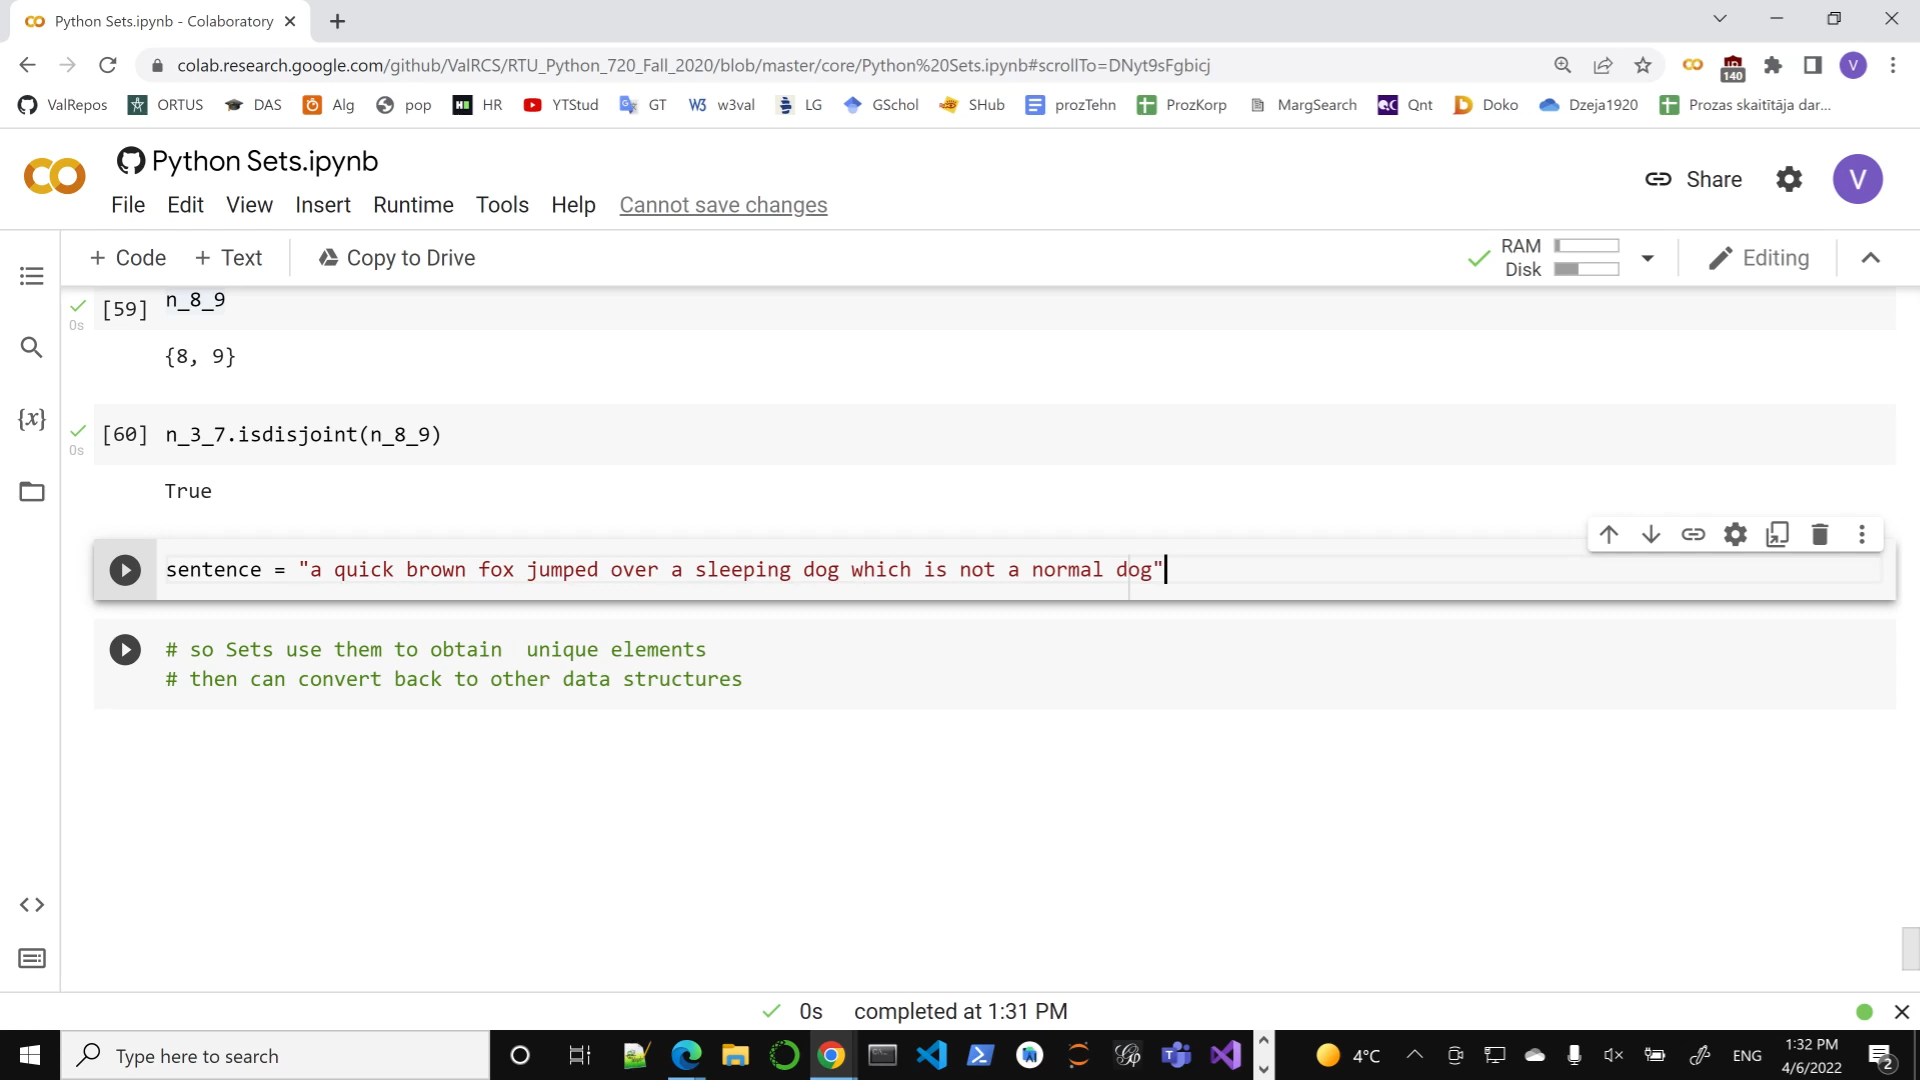 Python Sets.ipynb - Colaboratory
colab.research.google.com/github/ValRCS/RTU_Python_720_Fall_2020/blob/master/core/Python%20Sets.ipynb#scrollTo=DNyt9sFgbicj
140
V
ValRepos ORTUS DAS Alg pop HR YTStud GT w3val LG GSchol SHub prozTehn ProzKorp MargSearch Qnt Doko Dzeja1920 Prozas skaitītāja dar...
Python Sets.ipynb
Share
V
File Edit View Insert Runtime Tools Help Cannot save changes
+ Code + Text Copy to Drive
RAM
Disk
Editing
[59] n_8_9
0s
{8, 9}
[60] n_3_7.isdisjoint(n_8_9)
0s
True
sentence = "a quick brown fox jumped over a sleeping dog which is not a normal dog"
# so Sets use them to obtain  unique elements
# then can convert back to other data structures
{x}
0s completed at 1:31 PM
Type here to search
4°C
ENG
1:32 PM
4/6/2022
2